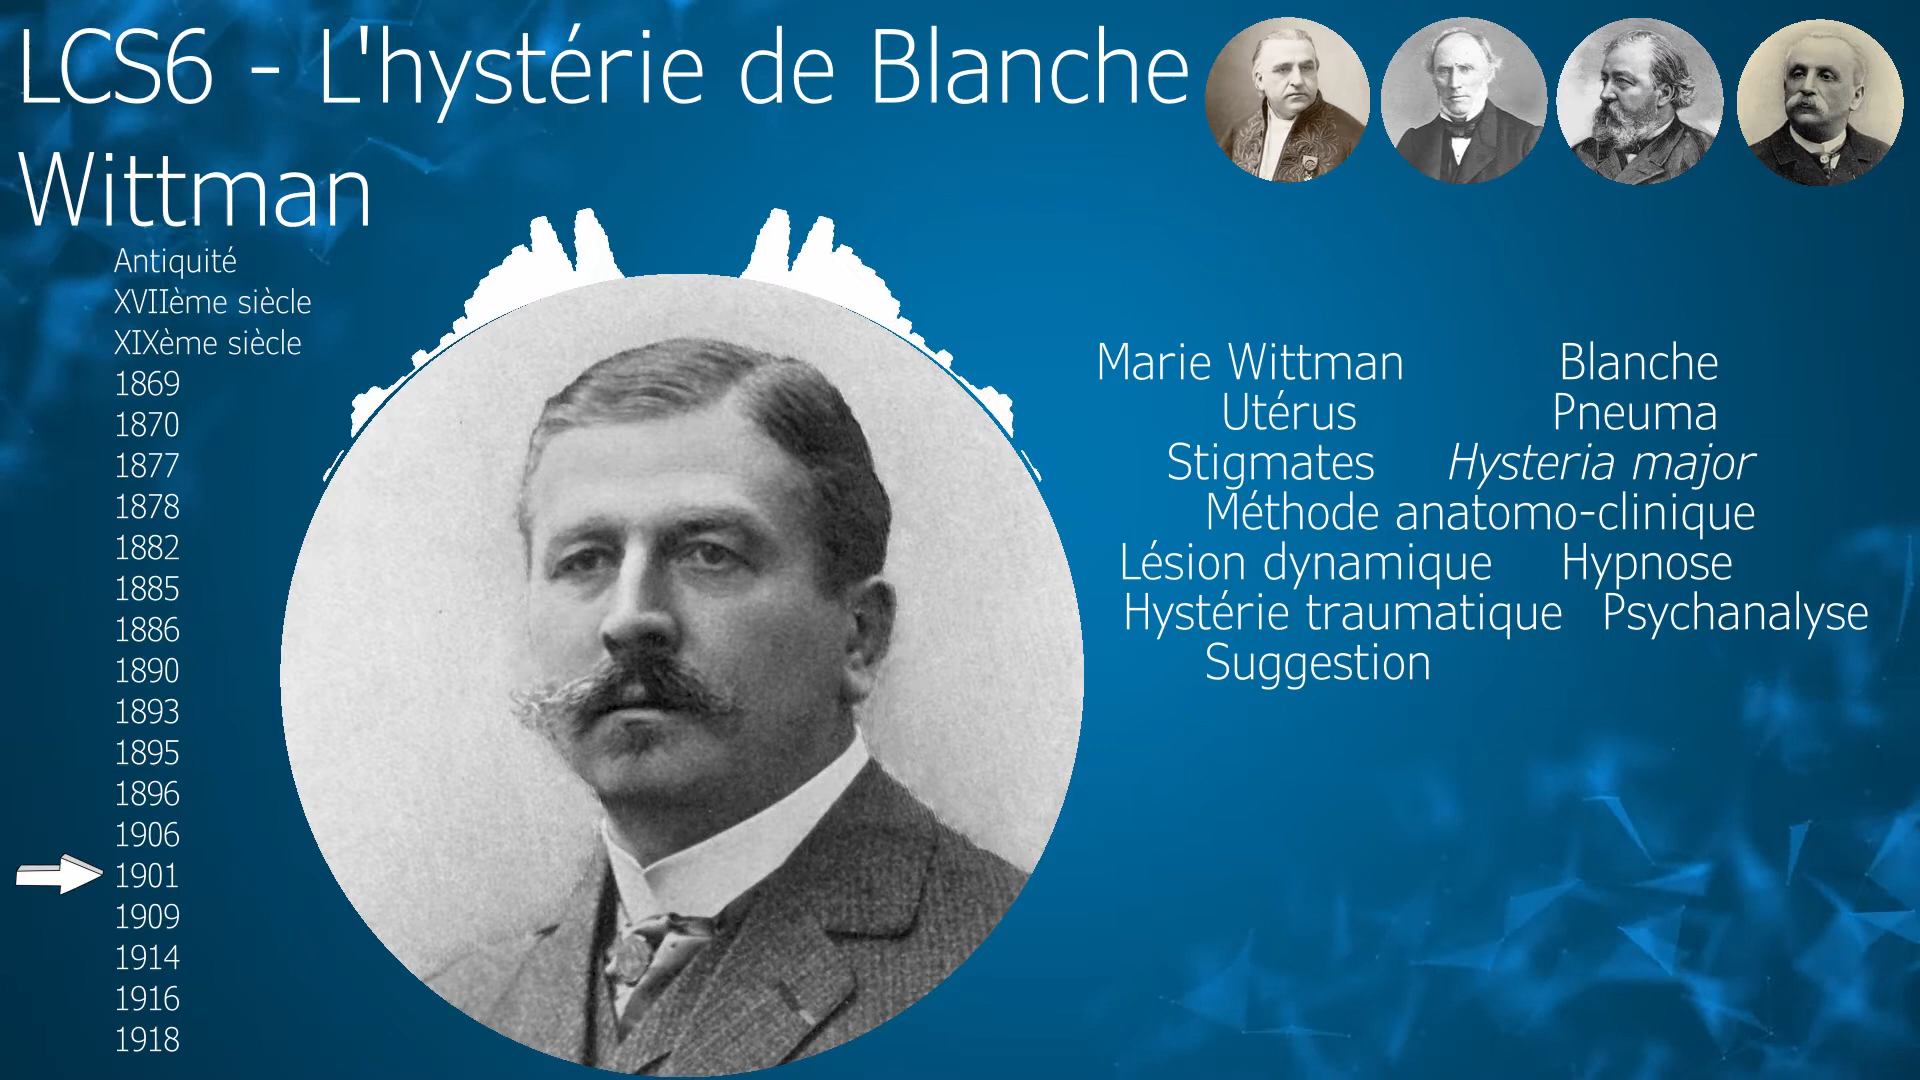 LCS6 - L'hystérie de Blanche
Wittman
Antiquité
XVIIème siècle
XIXème siècle
1869
1870
1877
1878
1882
1885
1886
1890
1893
1895
1896
1906
1901
1909
1914
1916
1918
Marie Wittman Blanche
Utérus Pneuma
Stigmates Hysteria major
Méthode anatomo-clinique
Lésion dynamique Hypnose
Hystérie traumatique Psychanalyse
Suggestion